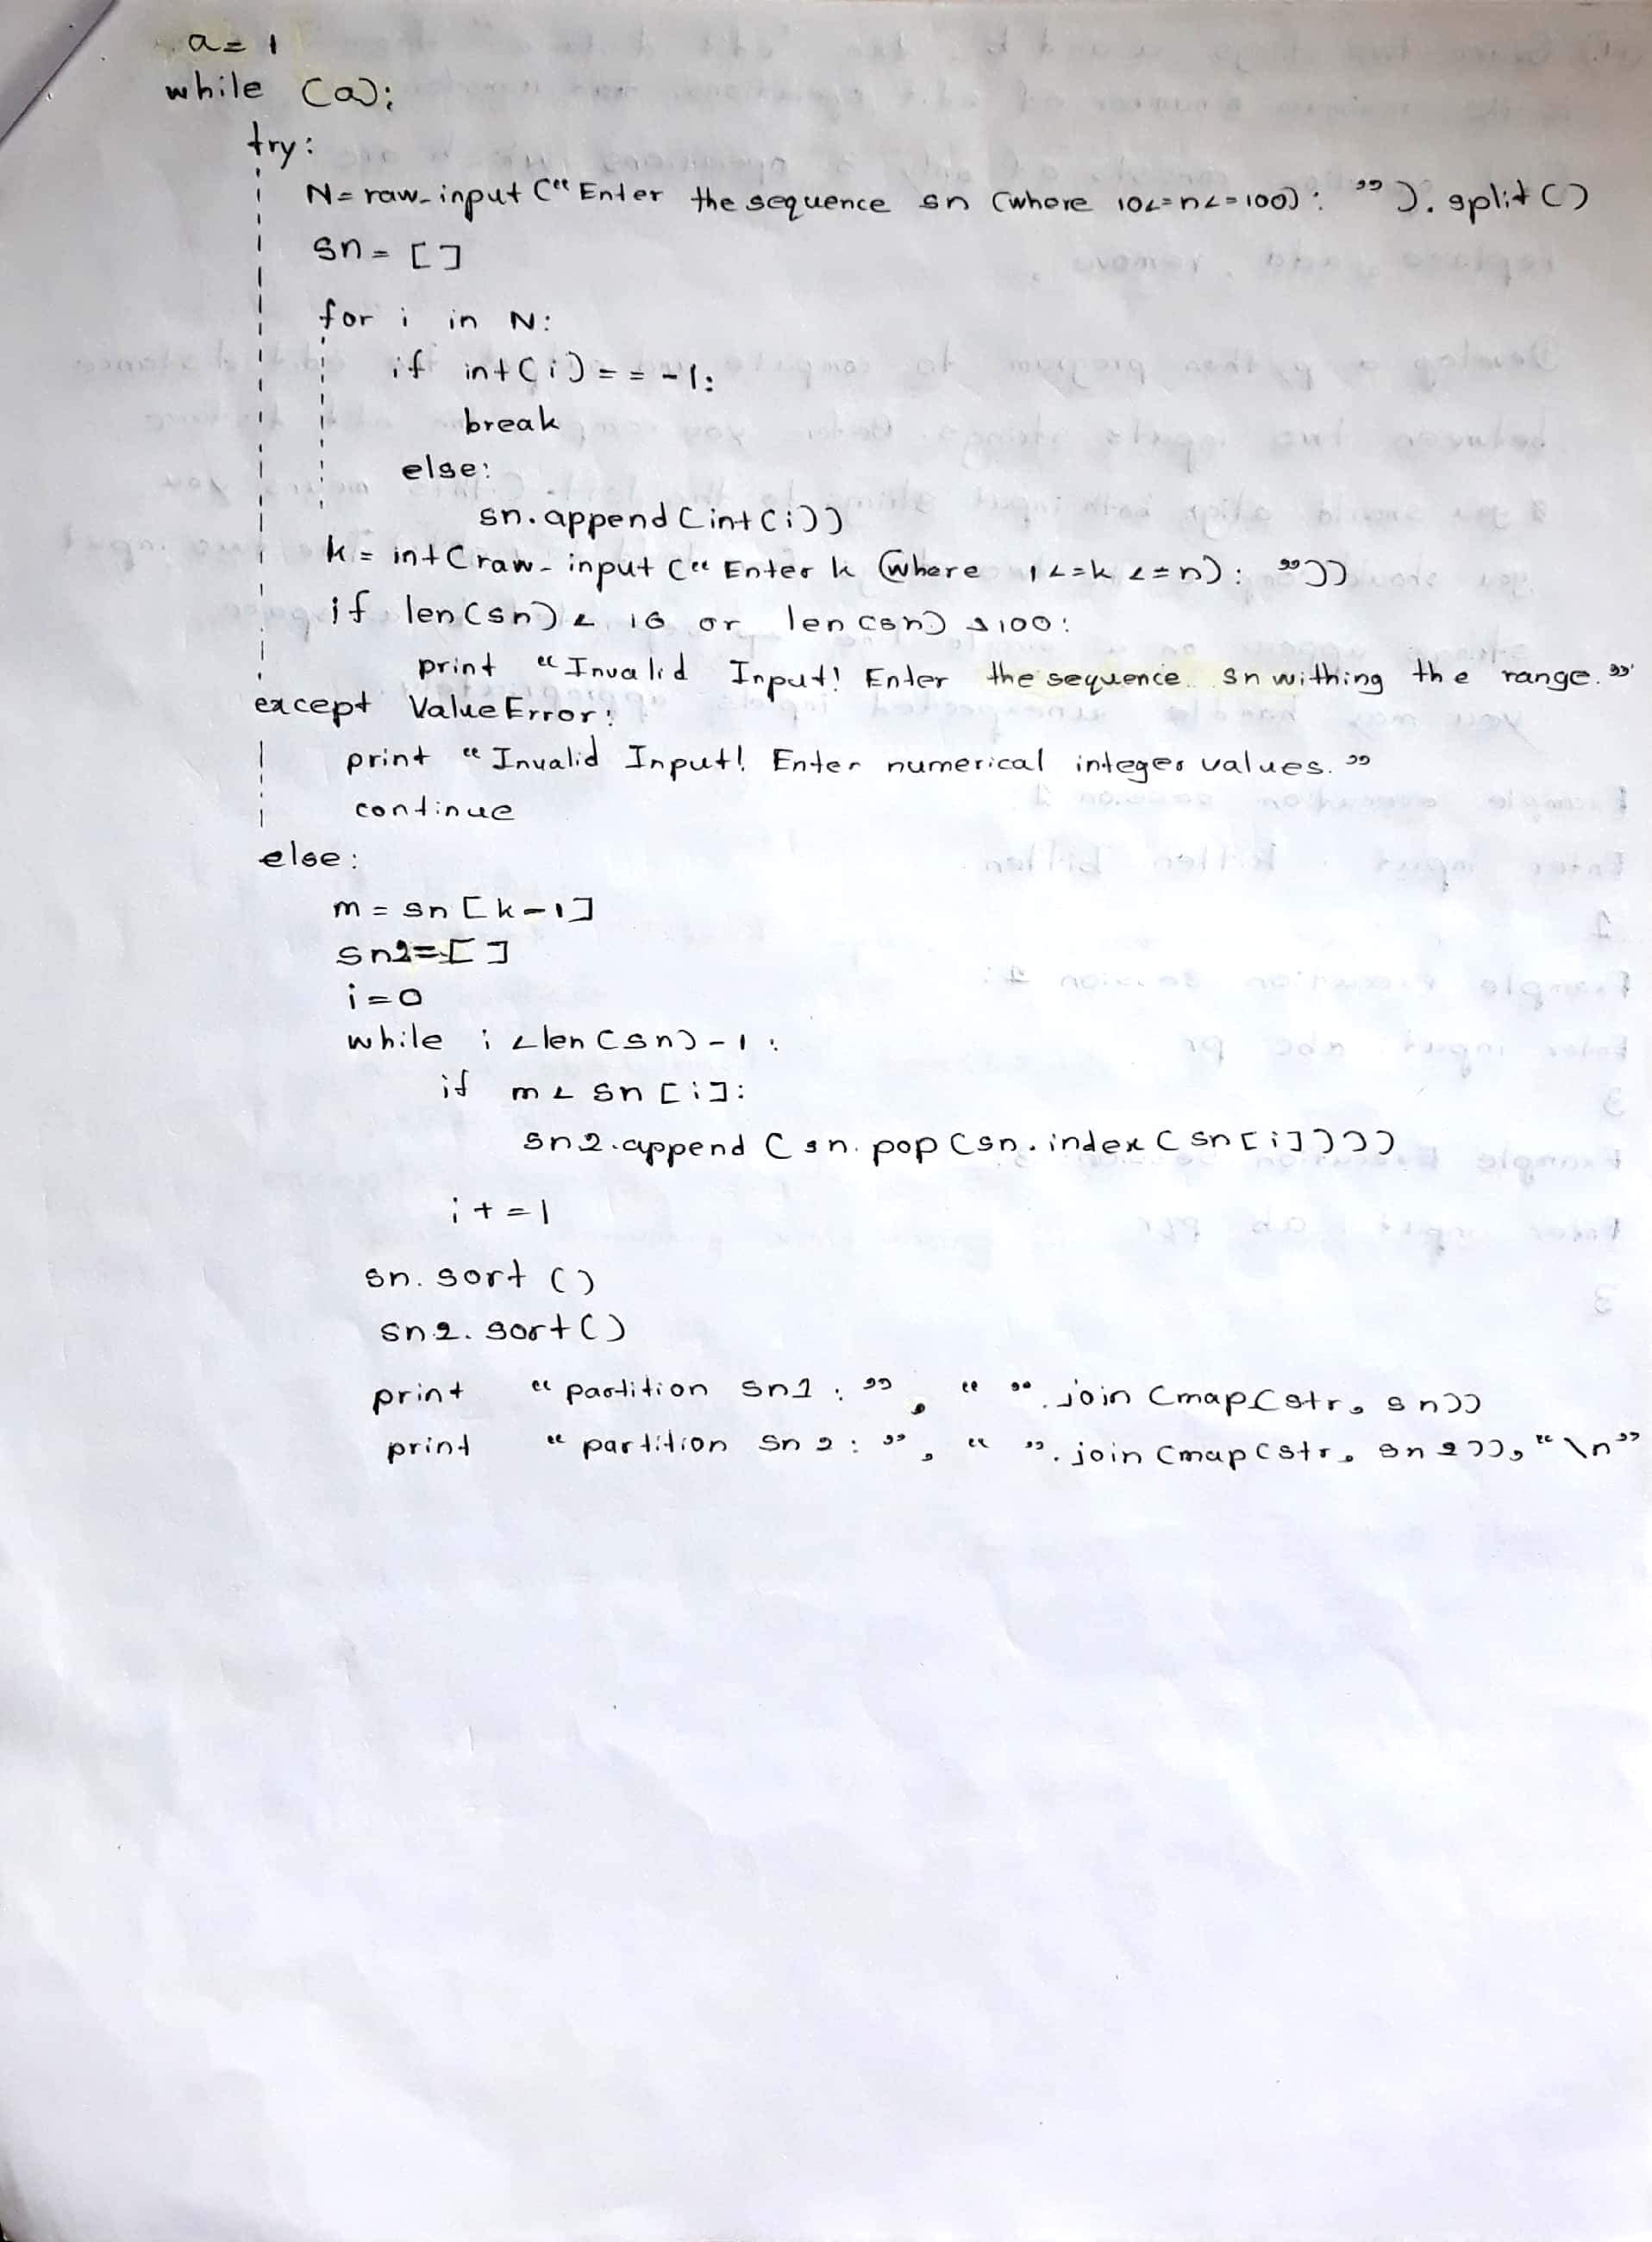 a = 1
while (a):
try:
N = raw_input ("Enter the sequence sn (where 10<=n<=100): ").split()
sn = []
for i in N:
if int(i) == -1:
break
else:
sn.append(int(i))
k = int(raw_input("Enter k (where 1<=k<=n): "))
if len(sn) < 10 or len(sn) >100:
print "Invalid Input! Enter the sequence sn withing the range."
except ValueError:
print "Invalid Input! Enter numerical integer values."
continue
else:
m = sn[k-1]
sn2=[]
i=0
while i <len(sn)-1:
if m < sn[i]:
sn2.append(sn.pop(sn.index(sn[i])))
i+=1
sn.sort()
sn2.sort()
print "partition sn1:", " ".join(map(str, sn))
print "partition sn2:", " ".join(map(str, sn2)), "\n"